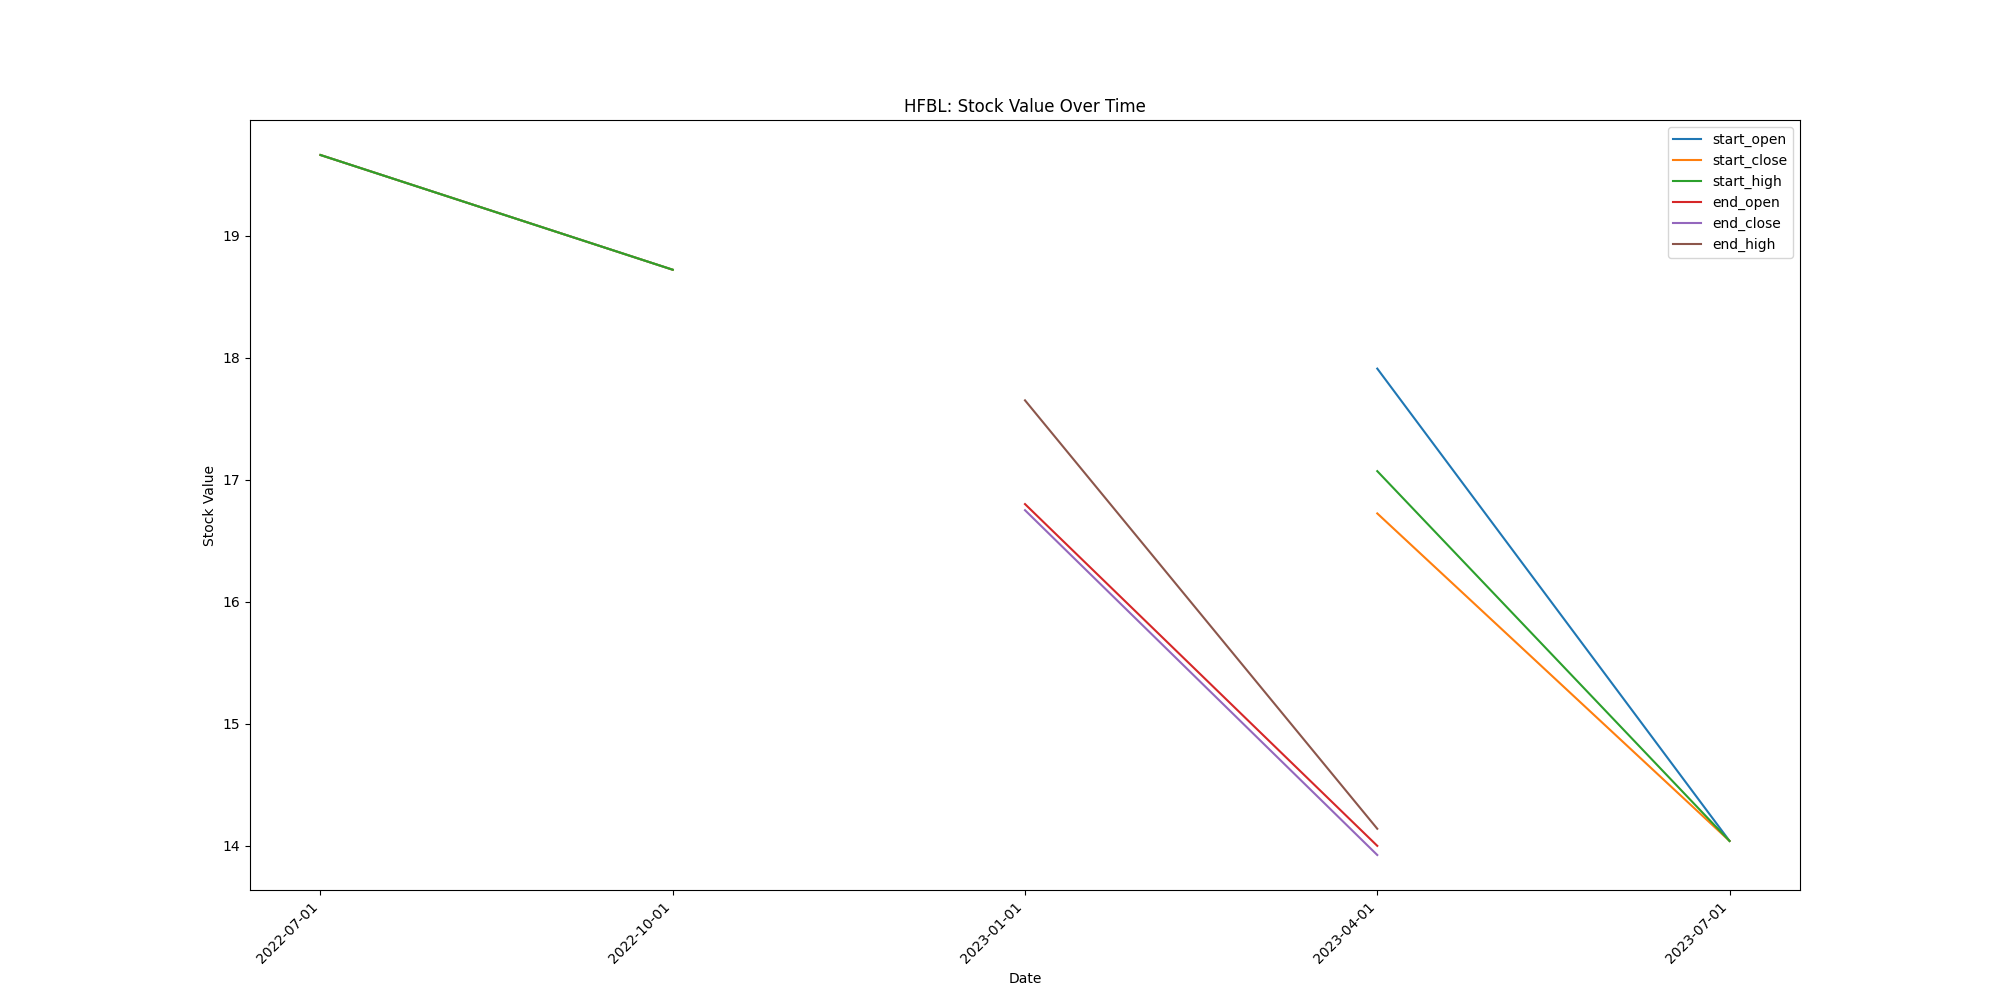 HFBL: Stock Value Over Time
start_open
start_close
start_high
end_open
end_close
end_high
Stock Value
19
18
17
16
15
14
2022-07-01
2022-10-01
2023-01-01
2023-04-01
2023-07-01
Date